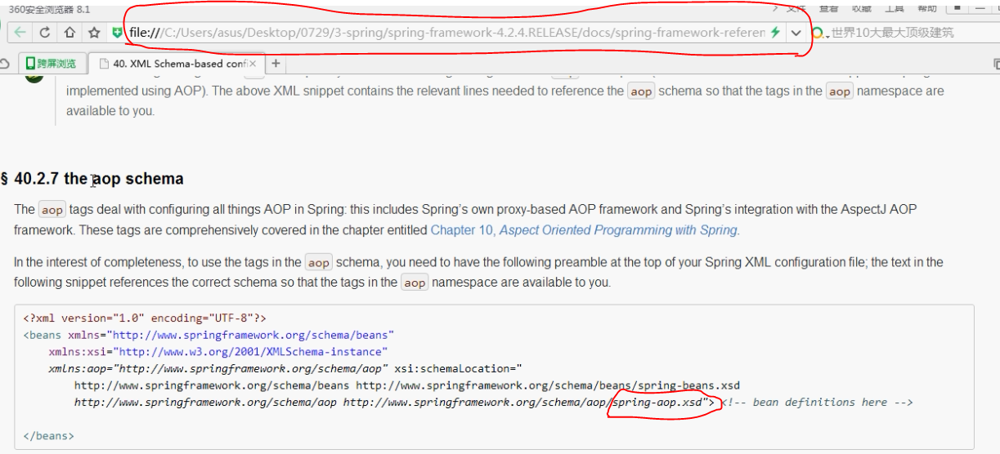 360安全浏览器 8.1
文件 查看 收藏 工具 帮助
file:///C:/Users/asus/Desktop/0729/3-spring/spring-framework-4.2.4.RELEASE/docs/spring-framework-referen
世界10大最大顶级建筑
跨屏浏览
40. XML Schema-based confi
implemented using AOP). The above XML snippet contains the relevant lines needed to reference the aop schema so that the tags in the aop namespace are
available to you.
§ 40.2.7 the aop schema
The aop tags deal with configuring all things AOP in Spring: this includes Spring's own proxy-based AOP framework and Spring's integration with the AspectJ AOP
framework. These tags are comprehensively covered in the chapter entitled Chapter 10, Aspect Oriented Programming with Spring.
In the interest of completeness, to use the tags in the aop schema, you need to have the following preamble at the top of your Spring XML configuration file; the text in the
following snippet references the correct schema so that the tags in the aop namespace are available to you.
<?xml version="1.0" encoding="UTF-8"?>
<beans xmlns="http://www.springframework.org/schema/beans"
xmlns:xsi="http://www.w3.org/2001/XMLSchema-instance"
xmlns:aop="http://www.springframework.org/schema/aop" xsi:schemaLocation="
http://www.springframework.org/schema/beans http://www.springframework.org/schema/beans/spring-beans.xsd
http://www.springframework.org/schema/aop http://www.springframework.org/schema/aop/spring-aop.xsd"> <!-- bean definitions here -->
</beans>